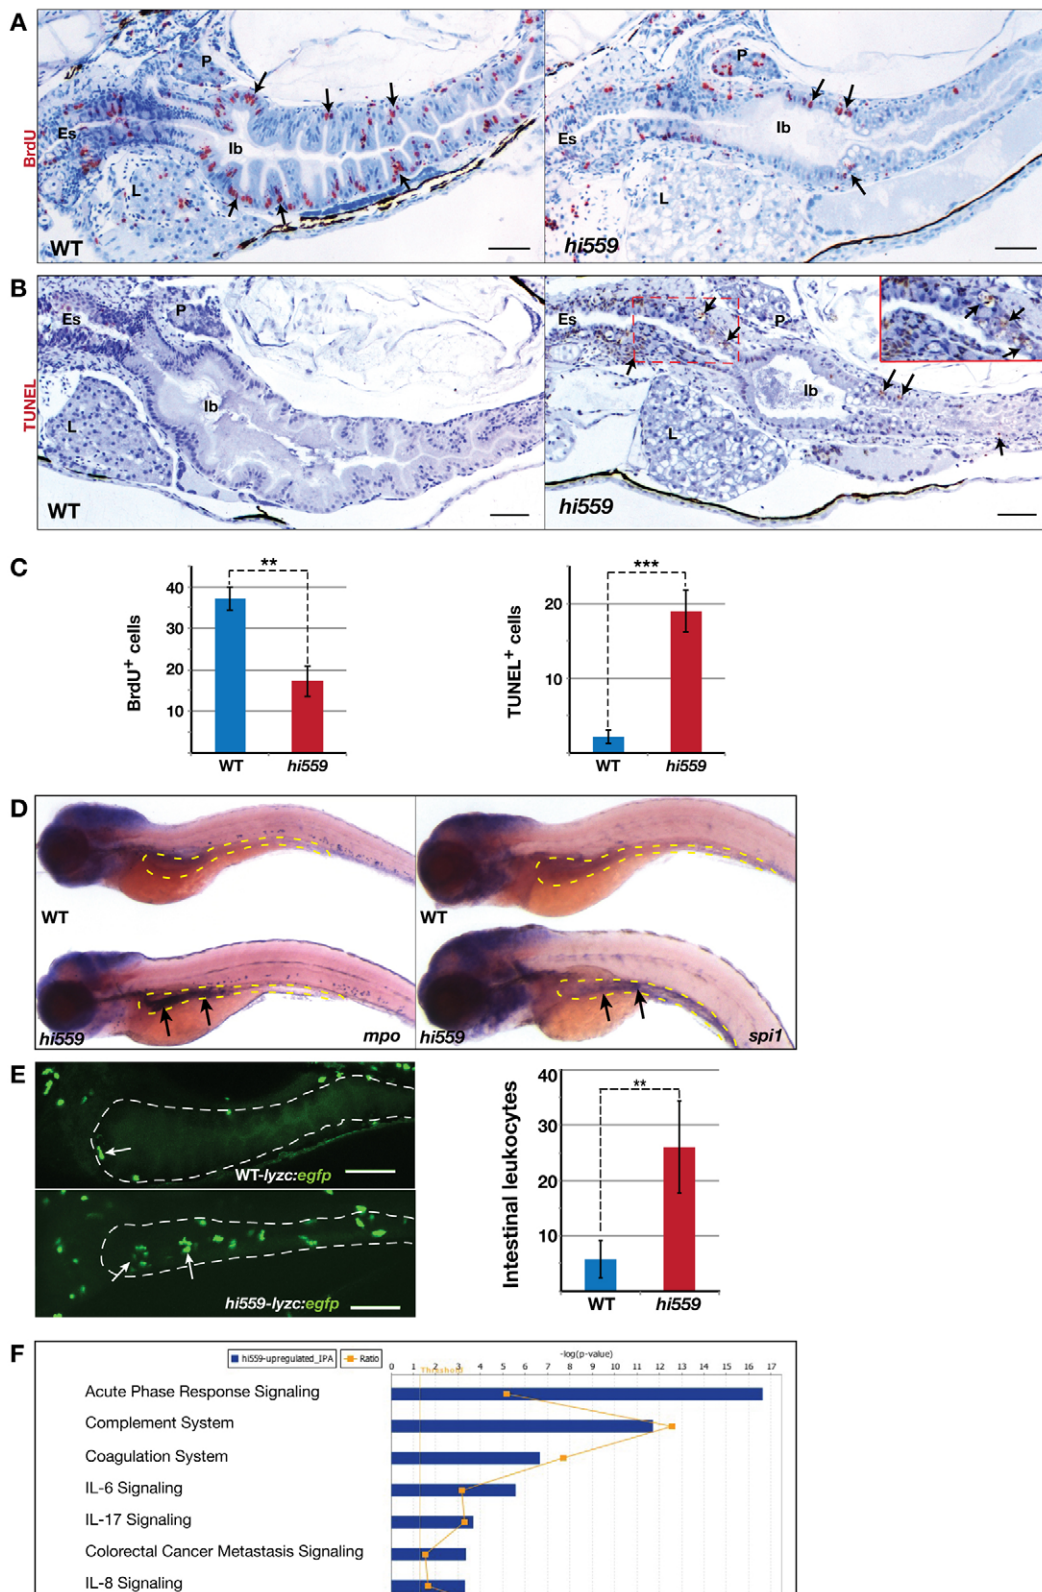 A
BrdU
Es
P
Ib
L
WT
Es
P
Ib
L
hi559
B
TUNEL
Es
P
Ib
L
WT
Es
P
Ib
L
hi559
C
BrdU+ cells
40
30
20
10
**
WT
hi559
TUNEL+ cells
20
10
***
WT
hi559
D
WT
WT
hi559
mpo
hi559
spi1
E
WT-lyzc:egfp
hi559-lyzc:egfp
Intestinal leukocytes
40
30
20
10
**
WT
hi559
F
hi559-upregulated_IPA
Ratio
-log(p-value)
0 1 2 3 4 5 6 7 8 9 10 11 12 13 14 15 16 17
Threshold
Acute Phase Response Signaling
Complement System
Coagulation System
IL-6 Signaling
IL-17 Signaling
Colorectal Cancer Metastasis Signaling
IL-8 Signaling